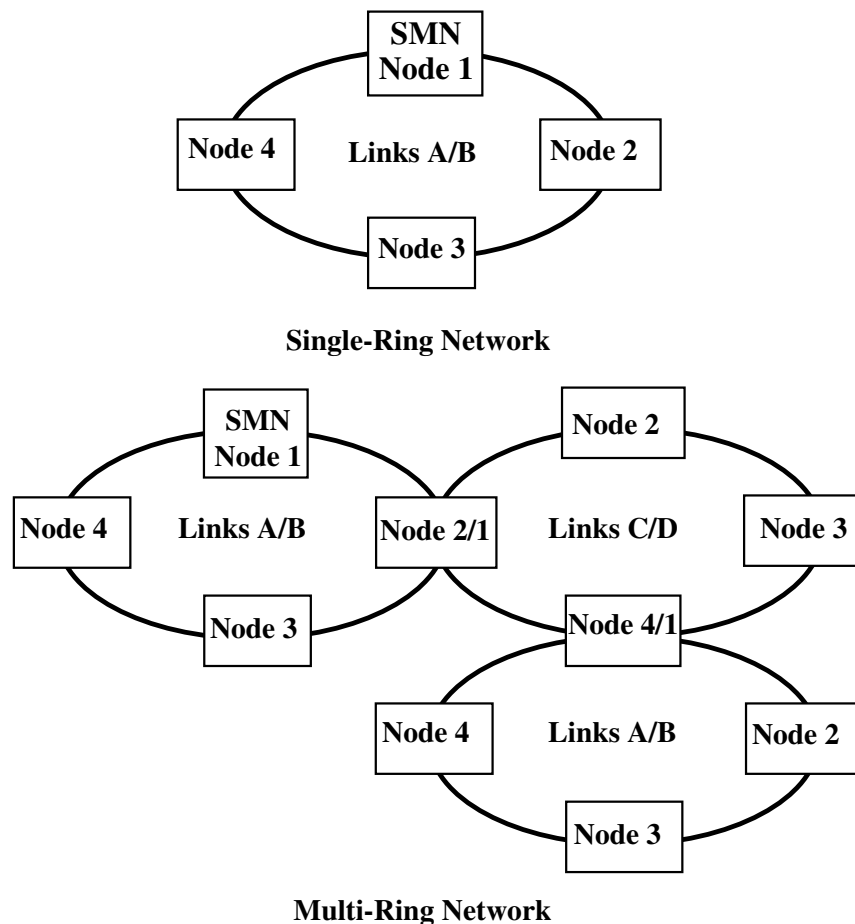 SMN
Node 1
Node 4
Links A/B
Node 2
Node 3
Single-Ring Network
SMN
Node 1
Node 2
Node 4
Links A/B
Node 2/1
Links C/D
Node 3
Node 3
Node 4/1
Node 4
Links A/B
Node 2
Node 3
Multi-Ring Network